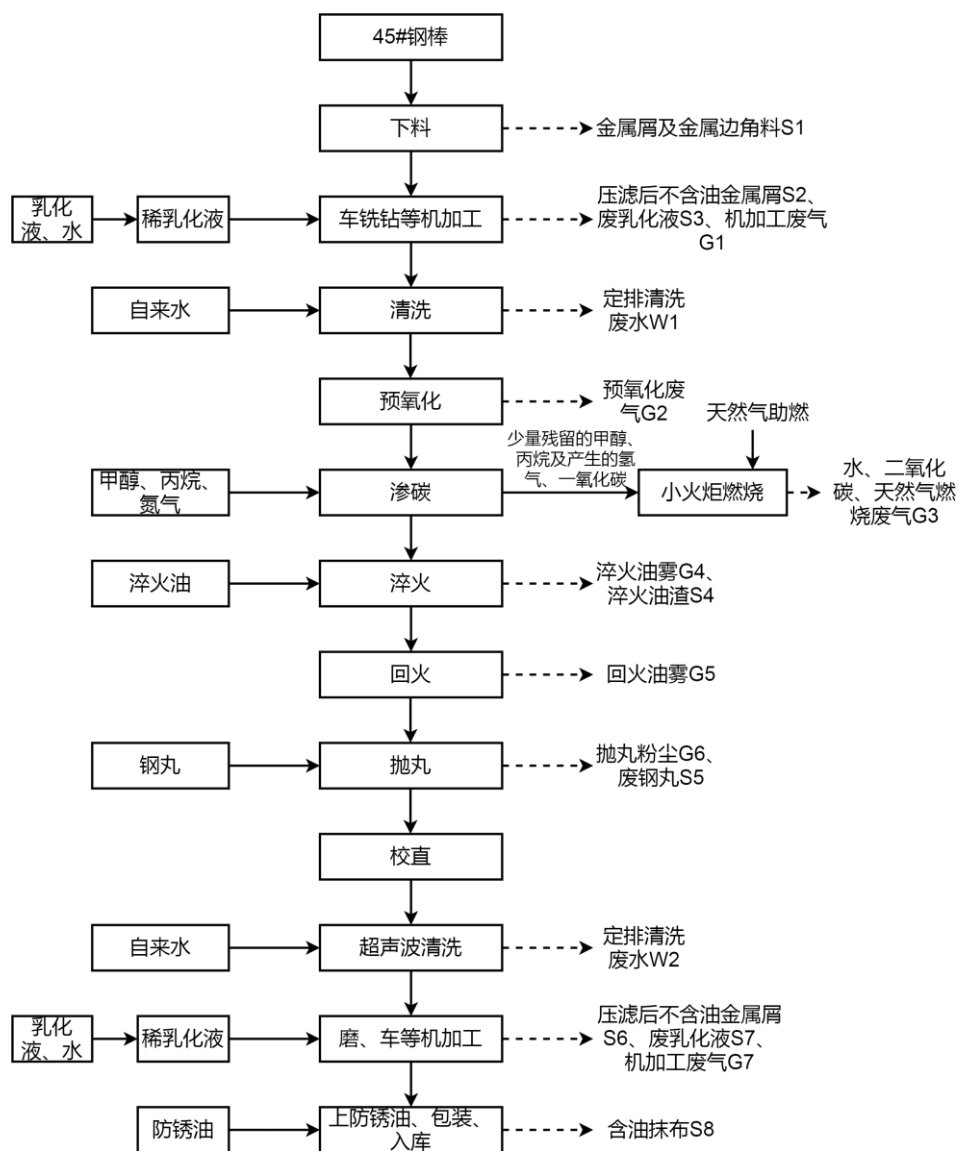 45#钢棒
下料
金属屑及金属边角料S1
乳化
液、水
稀乳化液
车铣钻等机加工
压滤后不含油金属屑S2、
废乳化液S3、机加工废气
G1
自来水
清洗
定排清洗
废水W1
预氧化
预氧化废
气G2
天然气助燃
少量残留的甲醇、
丙烷及产生的氢
气、一氧化碳
甲醇、丙烷、
氮气
渗碳
小火炬燃烧
水、二氧化
碳、天然气燃
烧废气G3
淬火油
淬火
淬火油雾G4、
淬火油渣S4
回火
回火油雾G5
钢丸
抛丸
抛丸粉尘G6、
废钢丸S5
校直
自来水
超声波清洗
定排清洗
废水W2
乳化
液、水
稀乳化液
磨、车等机加工
压滤后不含油金属屑
S6、废乳化液S7、
机加工废气G7
防锈油
上防锈油、包装、
入库
含油抹布S8